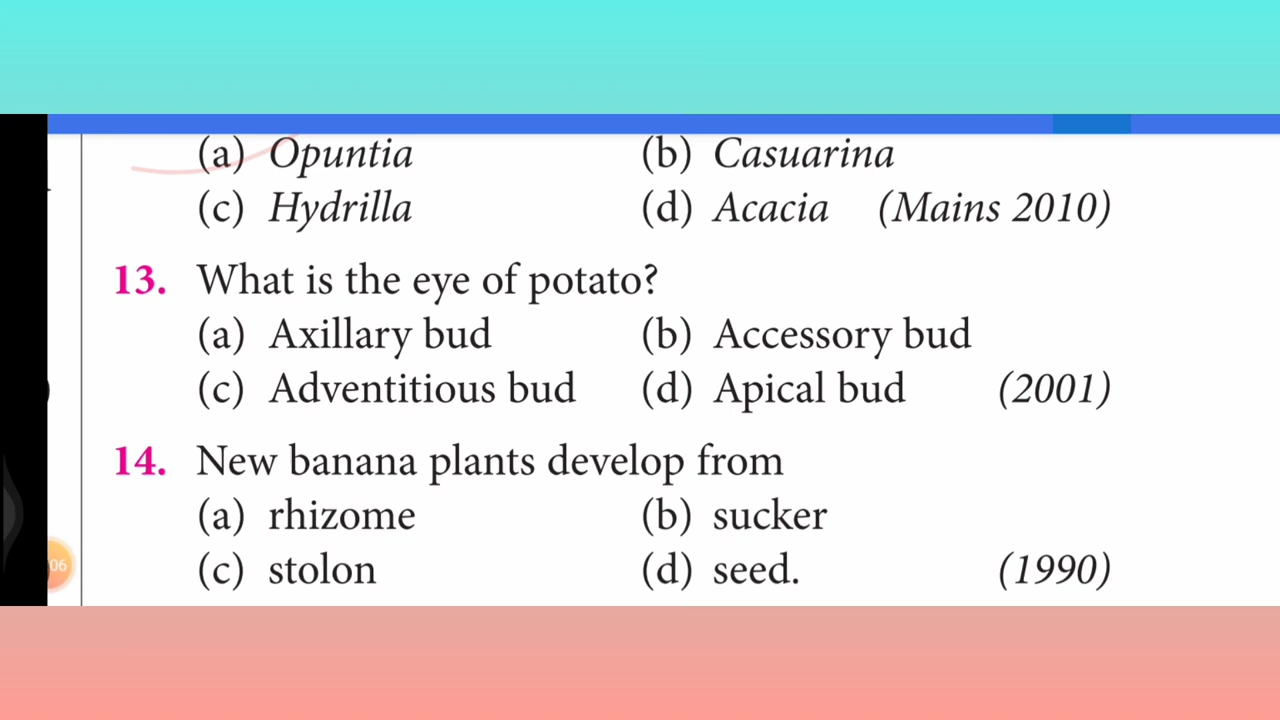 (a) Opuntia (b) Casuarina
(c) Hydrilla (d) Acacia (Mains 2010)
13. What is the eye of potato?
(a) Axillary bud (b) Accessory bud
(c) Adventitious bud (d) Apical bud (2001)
14. New banana plants develop from
(a) rhizome (b) sucker
06
(c) stolon (d) seed. (1990)